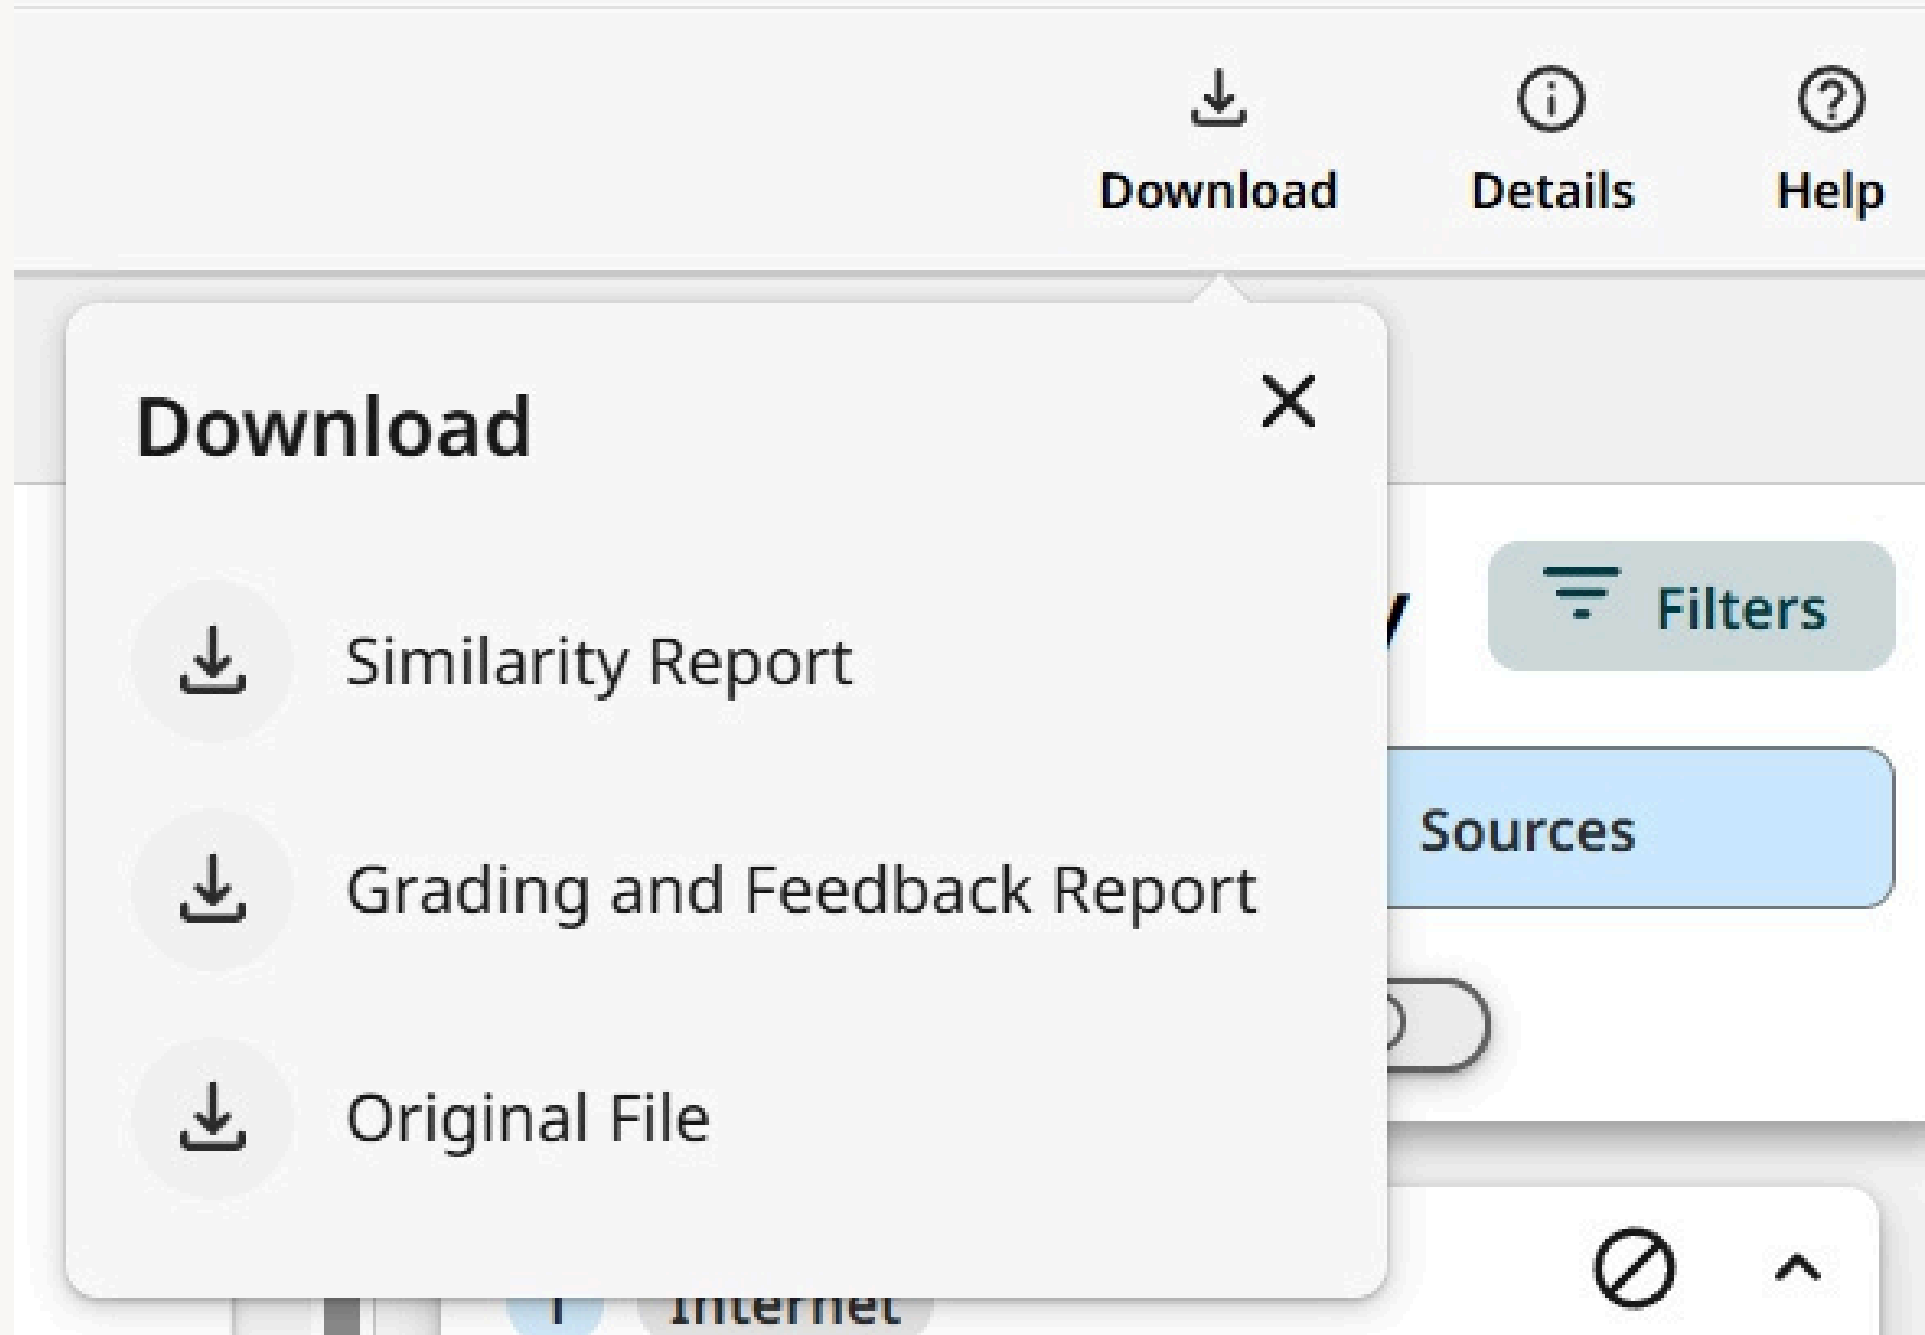 Download Details Help
Download
Filters
Similarity Report
Sources
Grading and Feedback Report
Original File
Internet